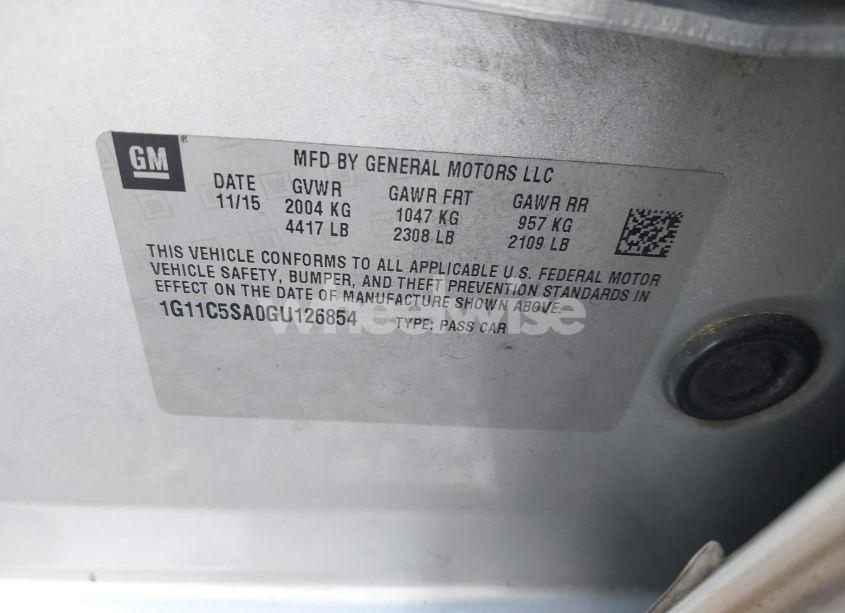 GM
MFD BY GENERAL MOTORS LLC
DATE GVWR GAWR FRT GAWR RR
11/15 2004 KG 1047 KG 957 KG
4417 LB 2308 LB 2109 LB
THIS VEHICLE CONFORMS TO ALL APPLICABLE U.S. FEDERAL MOTOR
VEHICLE SAFETY, BUMPER, AND THEFT PREVENTION STANDARDS IN
EFFECT ON THE DATE OF MANUFACTURE SHOWN ABOVE.
1G11C5SA0GU126854 TYPE: PASS CAR
wheelwise